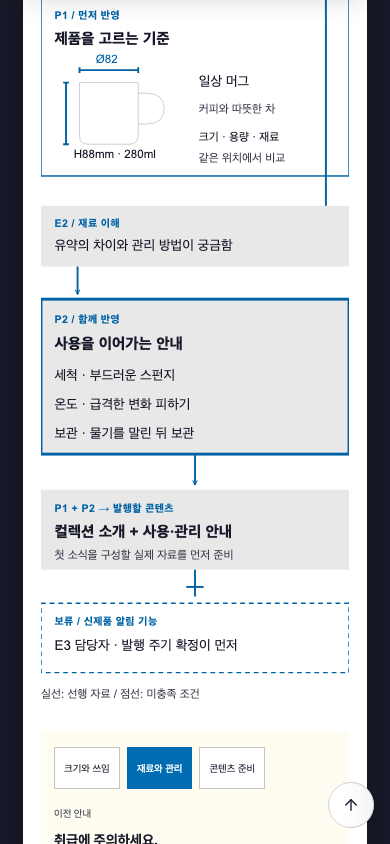 P1 / 먼저 반영
제품을 고르는 기준
Ø82
일상 머그
커피와 따뜻한 차
크기 · 용량 · 재료
H88mm · 280ml
같은 위치에서 비교
E2 / 재료 이해
유약의 차이와 관리 방법이 궁금함
P2 / 함께 반영
사용을 이어가는 안내
세척 · 부드러운 스펀지
온도 · 급격한 변화 피하기
보관 · 물기를 말린 뒤 보관
P1 + P2 → 발행할 콘텐츠
컬렉션 소개 + 사용·관리 안내
첫 소식을 구성할 실제 자료를 먼저 준비
보류 / 신제품 알림 기능
E3 담당자 · 발행 주기 확정이 먼저
실선: 선행 자료 / 점선: 미충족 조건
크기와 쓰임
재료와 관리
콘텐츠 준비
이전 안내
취급에 주의하세요.